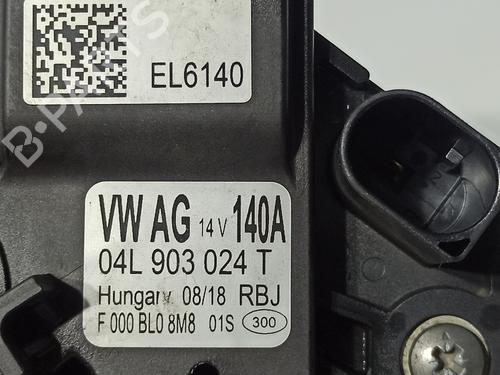 EL6140
VW AG 14 V 140A
04L 903 024 T
Hungary 08/18 RBJ
F 000 BL0 8M8 01S 300
B-PARTS